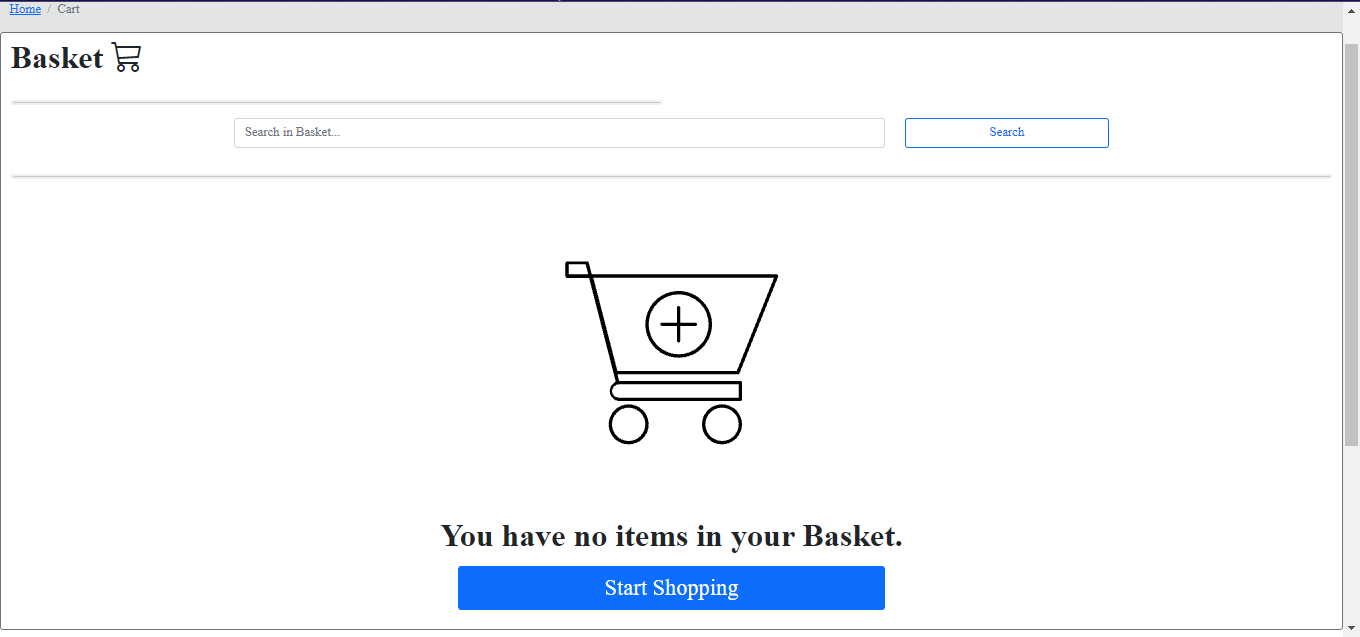 Home / Cart
Basket
Search in Basket...
Search
You have no items in your Basket.
Start Shopping